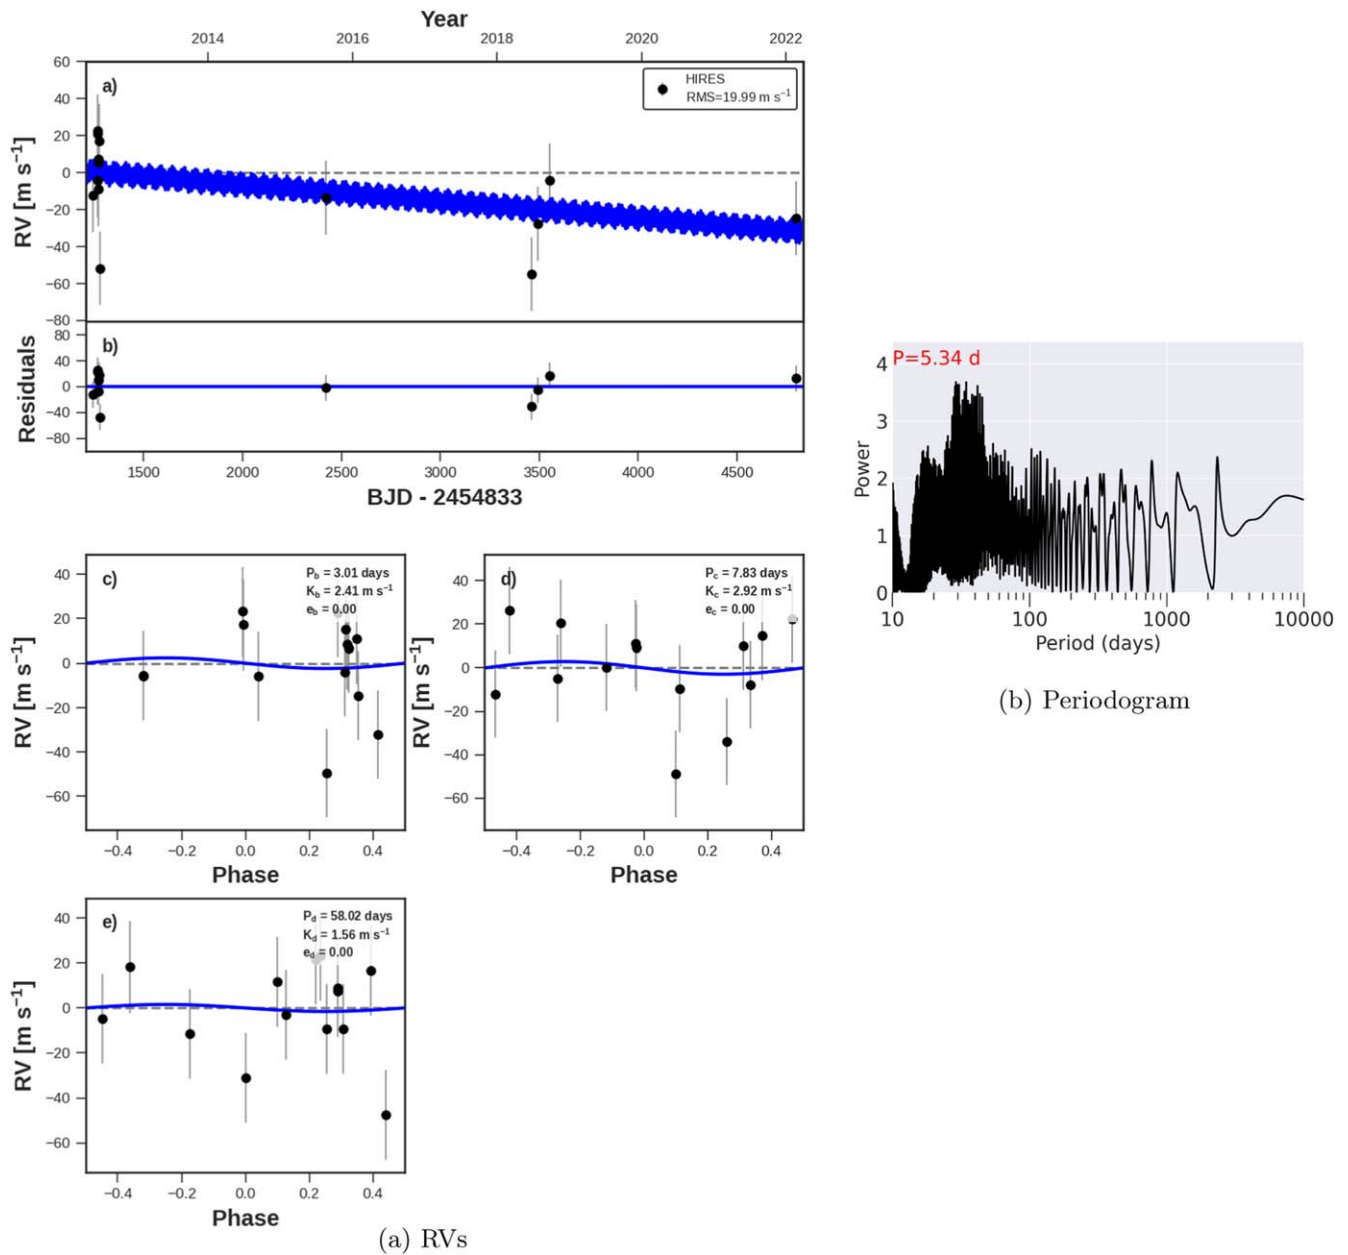 Year
2014 2016 2018 2020 2022
a)
HIRES
RMS=19.99 m s⁻¹
RV [m s⁻¹]
60
40
20
0
−20
−40
−60
−80
b)
Residuals
80
40
0
−40
−80
1500 2000 2500 3000 3500 4000 4500
BJD - 2454833
c)
P_b = 3.01 days
K_b = 2.41 m s⁻¹
e_b = 0.00
RV [m s⁻¹]
40
20
0
−20
−40
−60
−0.4 −0.2 0.0 0.2 0.4
Phase
d)
P_c = 7.83 days
K_c = 2.92 m s⁻¹
e_c = 0.00
RV [m s⁻¹]
40
20
0
−20
−40
−60
−0.4 −0.2 0.0 0.2 0.4
Phase
e)
P_d = 58.02 days
K_d = 1.56 m s⁻¹
e_d = 0.00
RV [m s⁻¹]
40
20
0
−20
−40
−60
−0.4 −0.2 0.0 0.2 0.4
Phase
(a) RVs
P=5.34 d
Power
4
3
2
1
0
10 100 1000 10000
Period (days)
(b) Periodogram